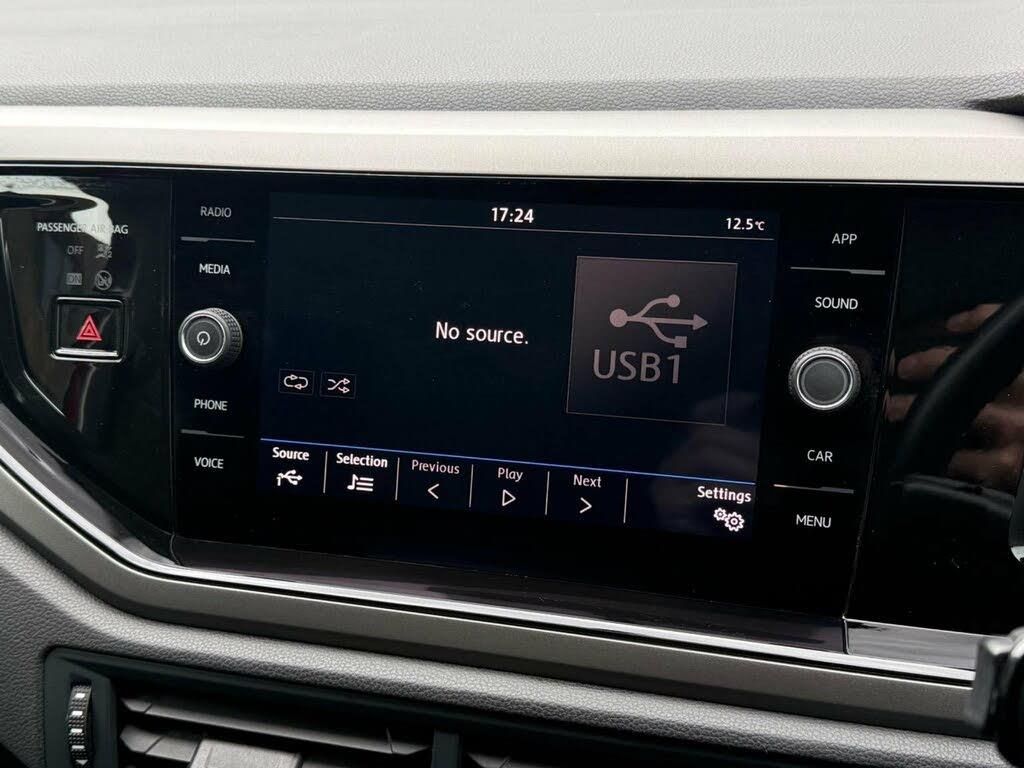 PASSENGER AIR BAG
OFF
ON
RADIO
MEDIA
PHONE
VOICE
17:24
12.5°C
No source.
USB1
Source
Selection
Previous
Play
Next
Settings
APP
SOUND
CAR
MENU